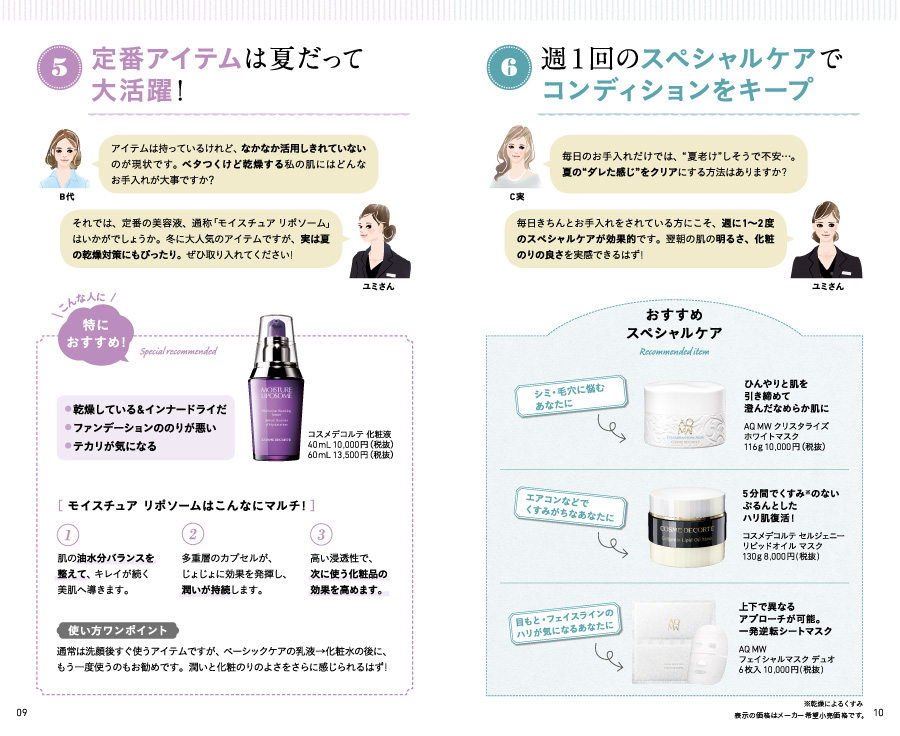 5
定番アイテムは夏だって
大活躍!
アイテムは持っているけれど、なかなか活用しきれていない
のが現状です。ベタつくけど乾燥する私の肌にはどんな
お手入れが大事ですか?
B代
それでは、定番の美容液、通称「モイスチュア リポソーム」
はいかがでしょうか。冬に大人気のアイテムですが、実は夏
の乾燥対策にもぴったり。ぜひ取り入れてください!
ユミさん
こんな人に
特に
おすすめ!
Special recommended
乾燥している&インナードライだ
ファンデーションののりが悪い
テカリが気になる
MOISTURE
LIPOSOME
コスメデコルテ 化粧液
40mL 10,000円(税抜)
60mL 13,500円(税抜)
[ モイスチュア リポソームはこんなにマルチ! ]
1
肌の油水分バランスを
整えて、キレイが続く
美肌へ導きます。
2
多重層のカプセルが、
じょじょに効果を発揮し、
潤いが持続します。
3
高い浸透性で、
次に使う化粧品の
効果を高めます。
使い方ワンポイント
通常は洗顔後すぐ使うアイテムですが、ベーシックケアの乳液→化粧水の後に、
もう一度使うのもお勧めです。潤いと化粧のりのよさをさらに感じられるはず!
09
6
週1回のスペシャルケアで
コンディションをキープ
毎日のお手入れだけでは、“夏老け”しそうで不安…。
夏の“ダレた感じ”をクリアにする方法はありますか?
C実
毎日きちんとお手入れをされている方にこそ、週に1〜2度
のスペシャルケアが効果的です。翌朝の肌の明るさ、化粧
のりの良さを実感できるはず!
ユミさん
おすすめ
スペシャルケア
Recommended item
シミ・毛穴に悩む
あなたに
AQ
MW
ひんやりと肌を
引き締めて
澄んだなめらか肌に
AQ MW クリスタライズ
ホワイトマスク
116g 10,000円(税抜)
エアコンなどで
くすみがちなあなたに
COSME DECORTE
5分間でくすみ※のない
ぷるんとした
ハリ肌復活!
コスメデコルテ セルジェニー
リピッドオイル マスク
130g 8,000円(税抜)
目もと・フェイスラインの
ハリが気になるあなたに
AQ
MW
上下で異なる
アプローチが可能。
一発逆転シートマスク
AQ MW
フェイシャルマスク デュオ
6枚入 10,000円(税抜)
※乾燥によるくすみ
表示の価格はメーカー希望小売価格です。
10